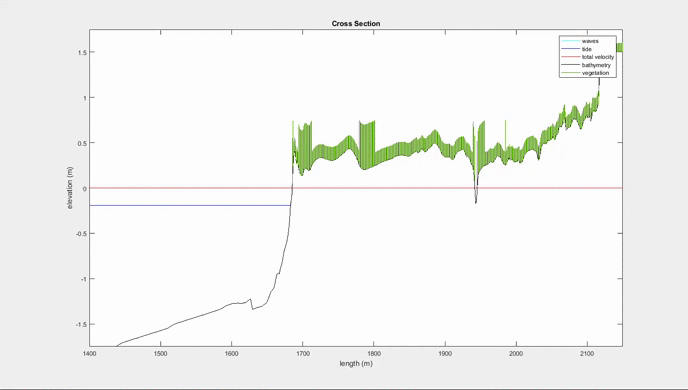 Cross Section
waves
tide
total velocity
bathymetry
vegetation
1.5
1
0.5
0
-0.5
-1
-1.5
elevation (m)
1400 1500 1600 1700 1800 1900 2000 2100
length (m)